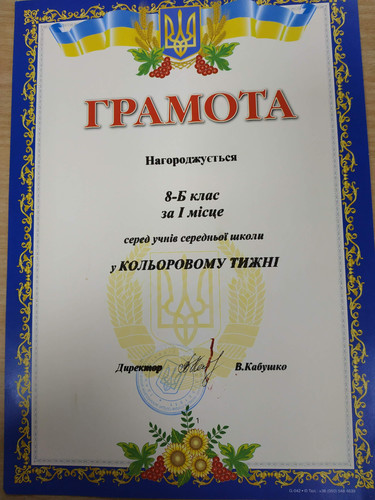 ГРАМОТА
Нагороджується
8-Б клас
за І місце
серед учнів середньої школи
у КОЛЬОРОВОМУ ТИЖНІ
Директор В.Кабушко